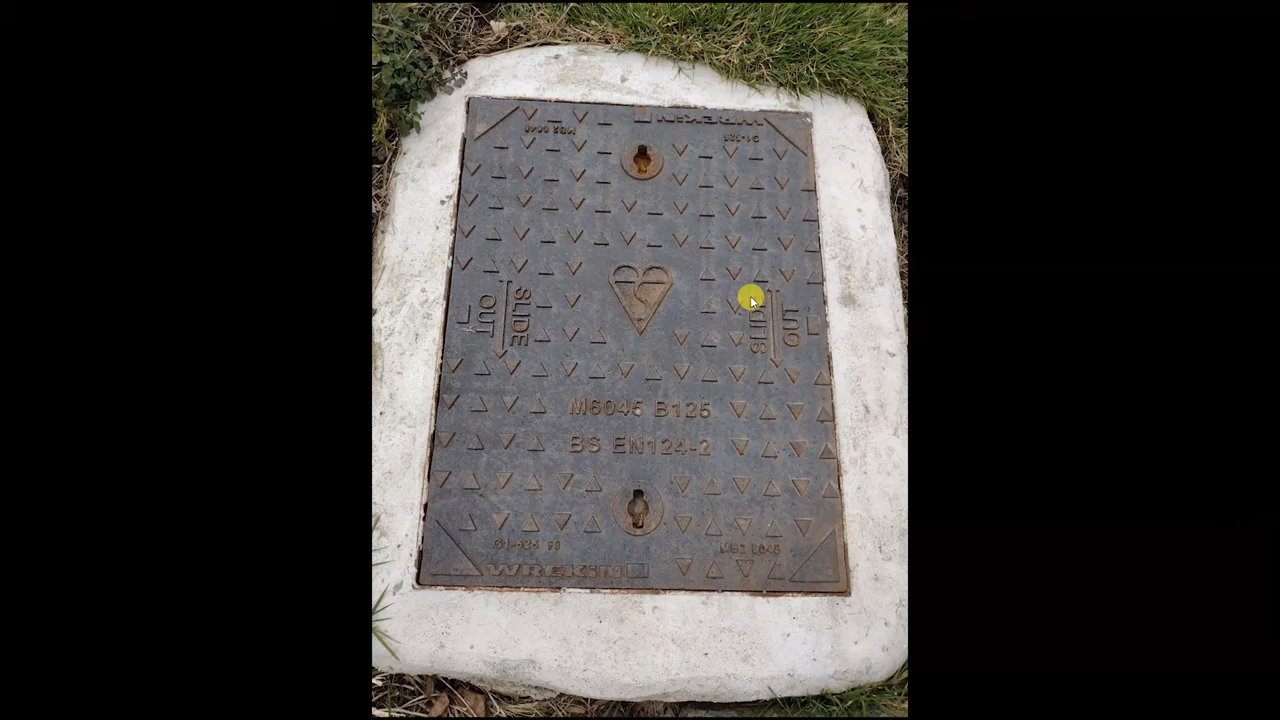 WREKIN
SLIDE
OUT
SLIDE
OUT
M6045 B125
BS EN124-2
WREKIN